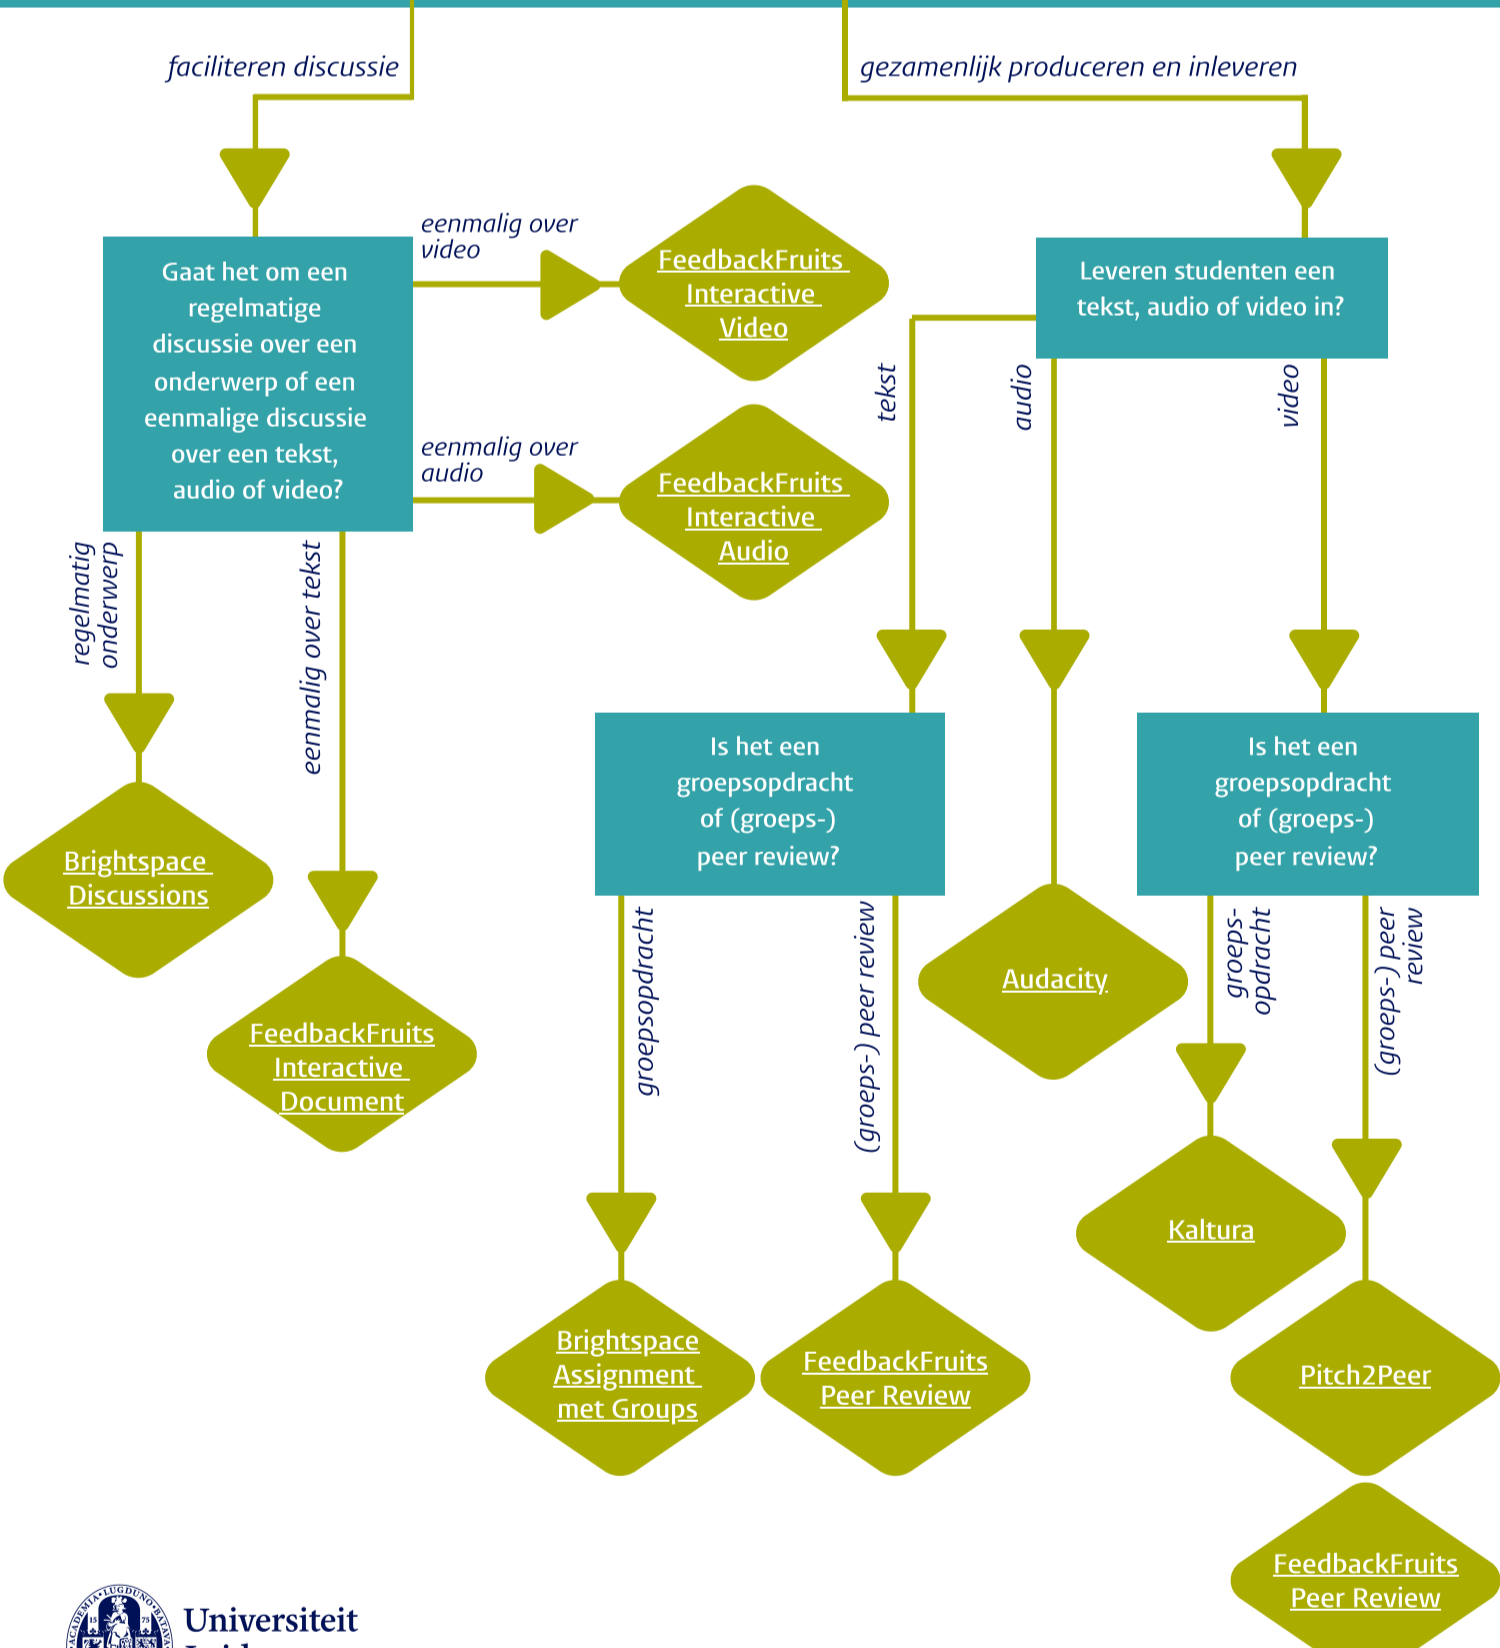 faciliteren discussie
gezamenlijk produceren en inleveren
Gaat het om een
regelmatige
discussie over een
onderwerp of een
eenmalige discussie
over een tekst,
audio of video?
eenmalig over
video
FeedbackFruits
Interactive
Video
eenmalig over
audio
FeedbackFruits
Interactive
Audio
Leveren studenten een
tekst, audio of video in?
tekst
audio
video
regelmatig
onderwerp
eenmalig over tekst
Brightspace
Discussions
FeedbackFruits
Interactive
Document
Is het een
groepsopdracht
of (groeps-)
peer review?
Is het een
groepsopdracht
of (groeps-)
peer review?
groepsopdracht
(groeps-) peer review
Audacity
groeps-
opdracht
(groeps-) peer
review
Kaltura
Brightspace
Assignment
met Groups
FeedbackFruits
Peer Review
Pitch2Peer
FeedbackFruits
Peer Review
Universiteit